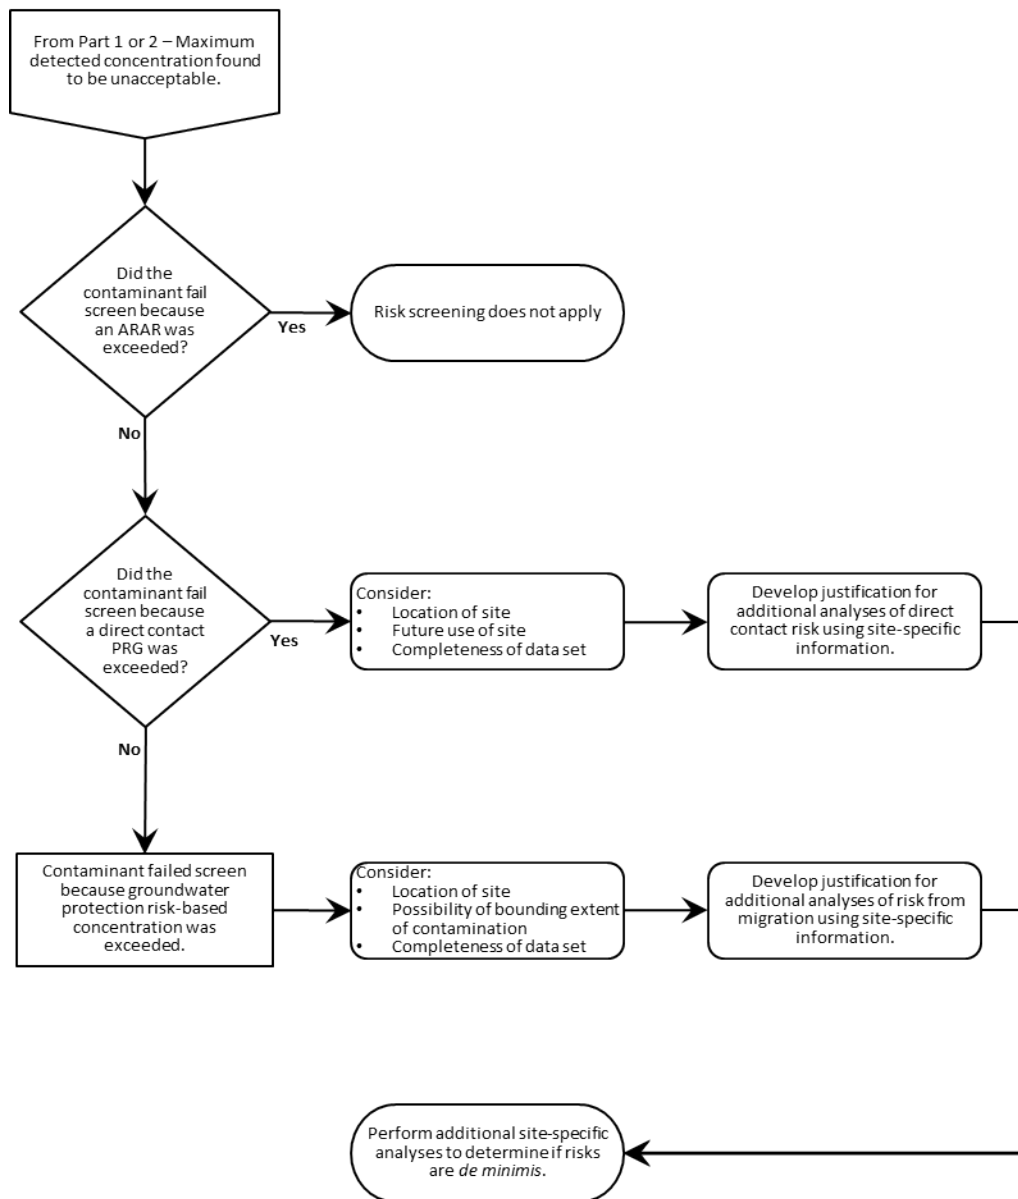 From Part 1 or 2 – Maximum
detected concentration found
to be unacceptable.
Did the
contaminant fail
screen because
an ARAR was
exceeded?
Yes
Risk screening does not apply
No
Did the
contaminant fail
screen because
a direct contact
PRG was
exceeded?
Yes
Consider:
• Location of site
• Future use of site
• Completeness of data set
Develop justification for
additional analyses of direct
contact risk using site-specific
information.
No
Contaminant failed screen
because groundwater
protection risk-based
concentration was
exceeded.
Consider:
• Location of site
• Possibility of bounding extent
of contamination
• Completeness of data set
Develop justification for
additional analyses of risk from
migration using site-specific
information.
Perform additional site-specific
analyses to determine if risks
are de minimis.